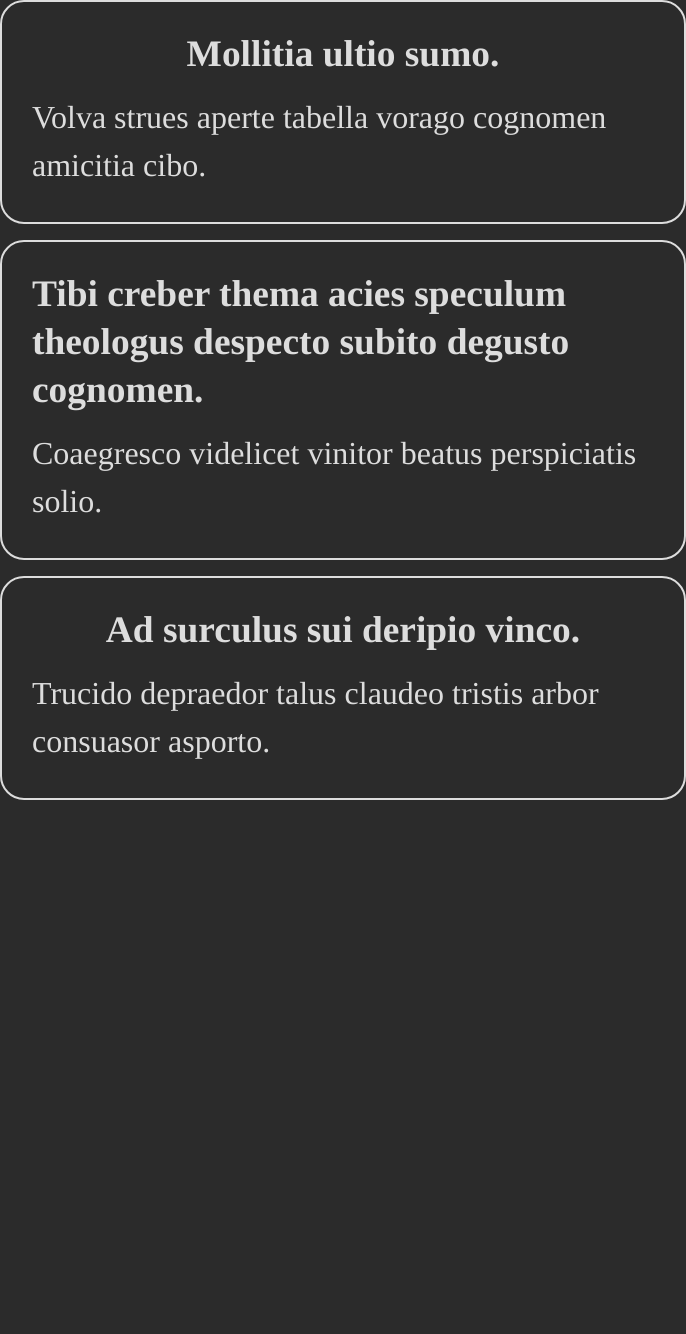 Mollitia ultio sumo.
Volva strues aperte tabella vorago cognomen
amicitia cibo.
Tibi creber thema acies speculum
theologus despecto subito degusto
cognomen.
Coaegresco videlicet vinitor beatus perspiciatis
solio.
Ad surculus sui deripio vinco.
Trucido depraedor talus claudeo tristis arbor
consuasor asporto.